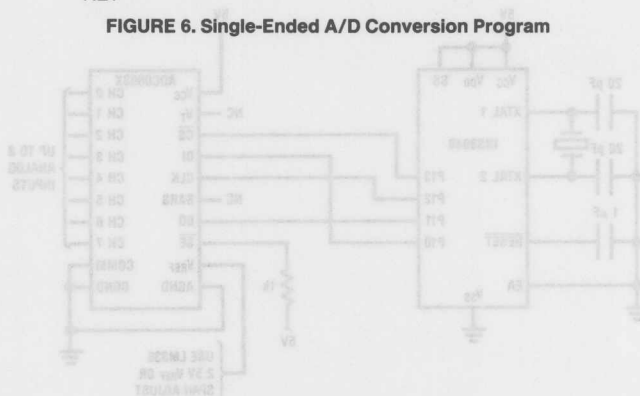 FIGURE 6. Single-Ended A/D Conversion Program
5V
5V
VCC
V+
CS
DI
CLK
SARS
DO
SE
VREF
AGND
CH 0
CH 1
CH 2
CH 3
CH 4
CH 5
CH 6
CH 7
COMM
DGND
UP TO 8
ANALOG
INPUTS
NC
NC
1k
5V
USE LM336
2.5V VREF OR
SPAN ADJUST
SS
VDD
VCC
XTAL 1
XTAL 2
RESET
EA
VSS
P13
P12
P11
P10
20 pF
20 pF
1 µF